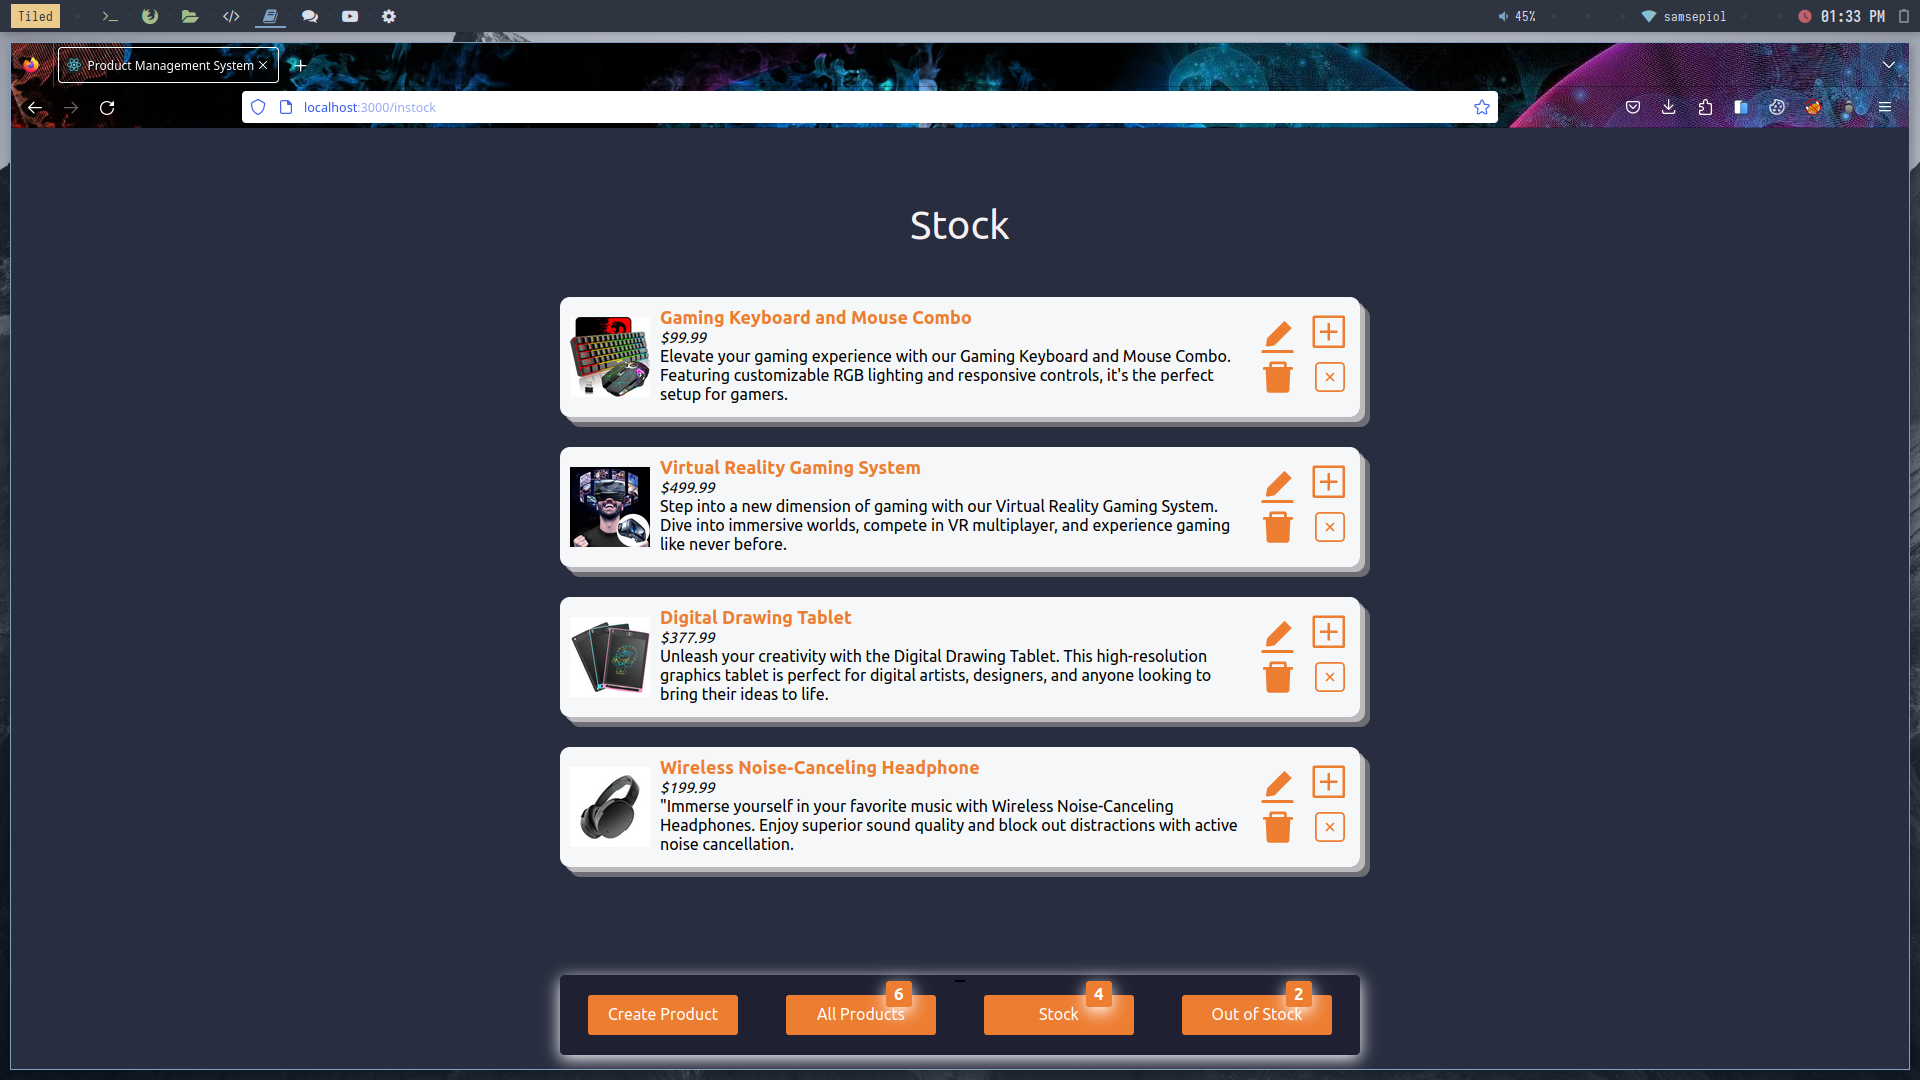 Tiled
45%
samsepiol
01:33 PM
Product Management System
localhost:3000/instock
Stock
Gaming Keyboard and Mouse Combo
$99.99
Elevate your gaming experience with our Gaming Keyboard and Mouse Combo.
Featuring customizable RGB lighting and responsive controls, it's the perfect
setup for gamers.
Virtual Reality Gaming System
$499.99
Step into a new dimension of gaming with our Virtual Reality Gaming System.
Dive into immersive worlds, compete in VR multiplayer, and experience gaming
like never before.
Digital Drawing Tablet
$377.99
Unleash your creativity with the Digital Drawing Tablet. This high-resolution
graphics tablet is perfect for digital artists, designers, and anyone looking to
bring their ideas to life.
Wireless Noise-Canceling Headphone
$199.99
"Immerse yourself in your favorite music with Wireless Noise-Canceling
Headphones. Enjoy superior sound quality and block out distractions with active
noise cancellation.
Create Product
All Products
6
Stock
4
Out of Stock
2